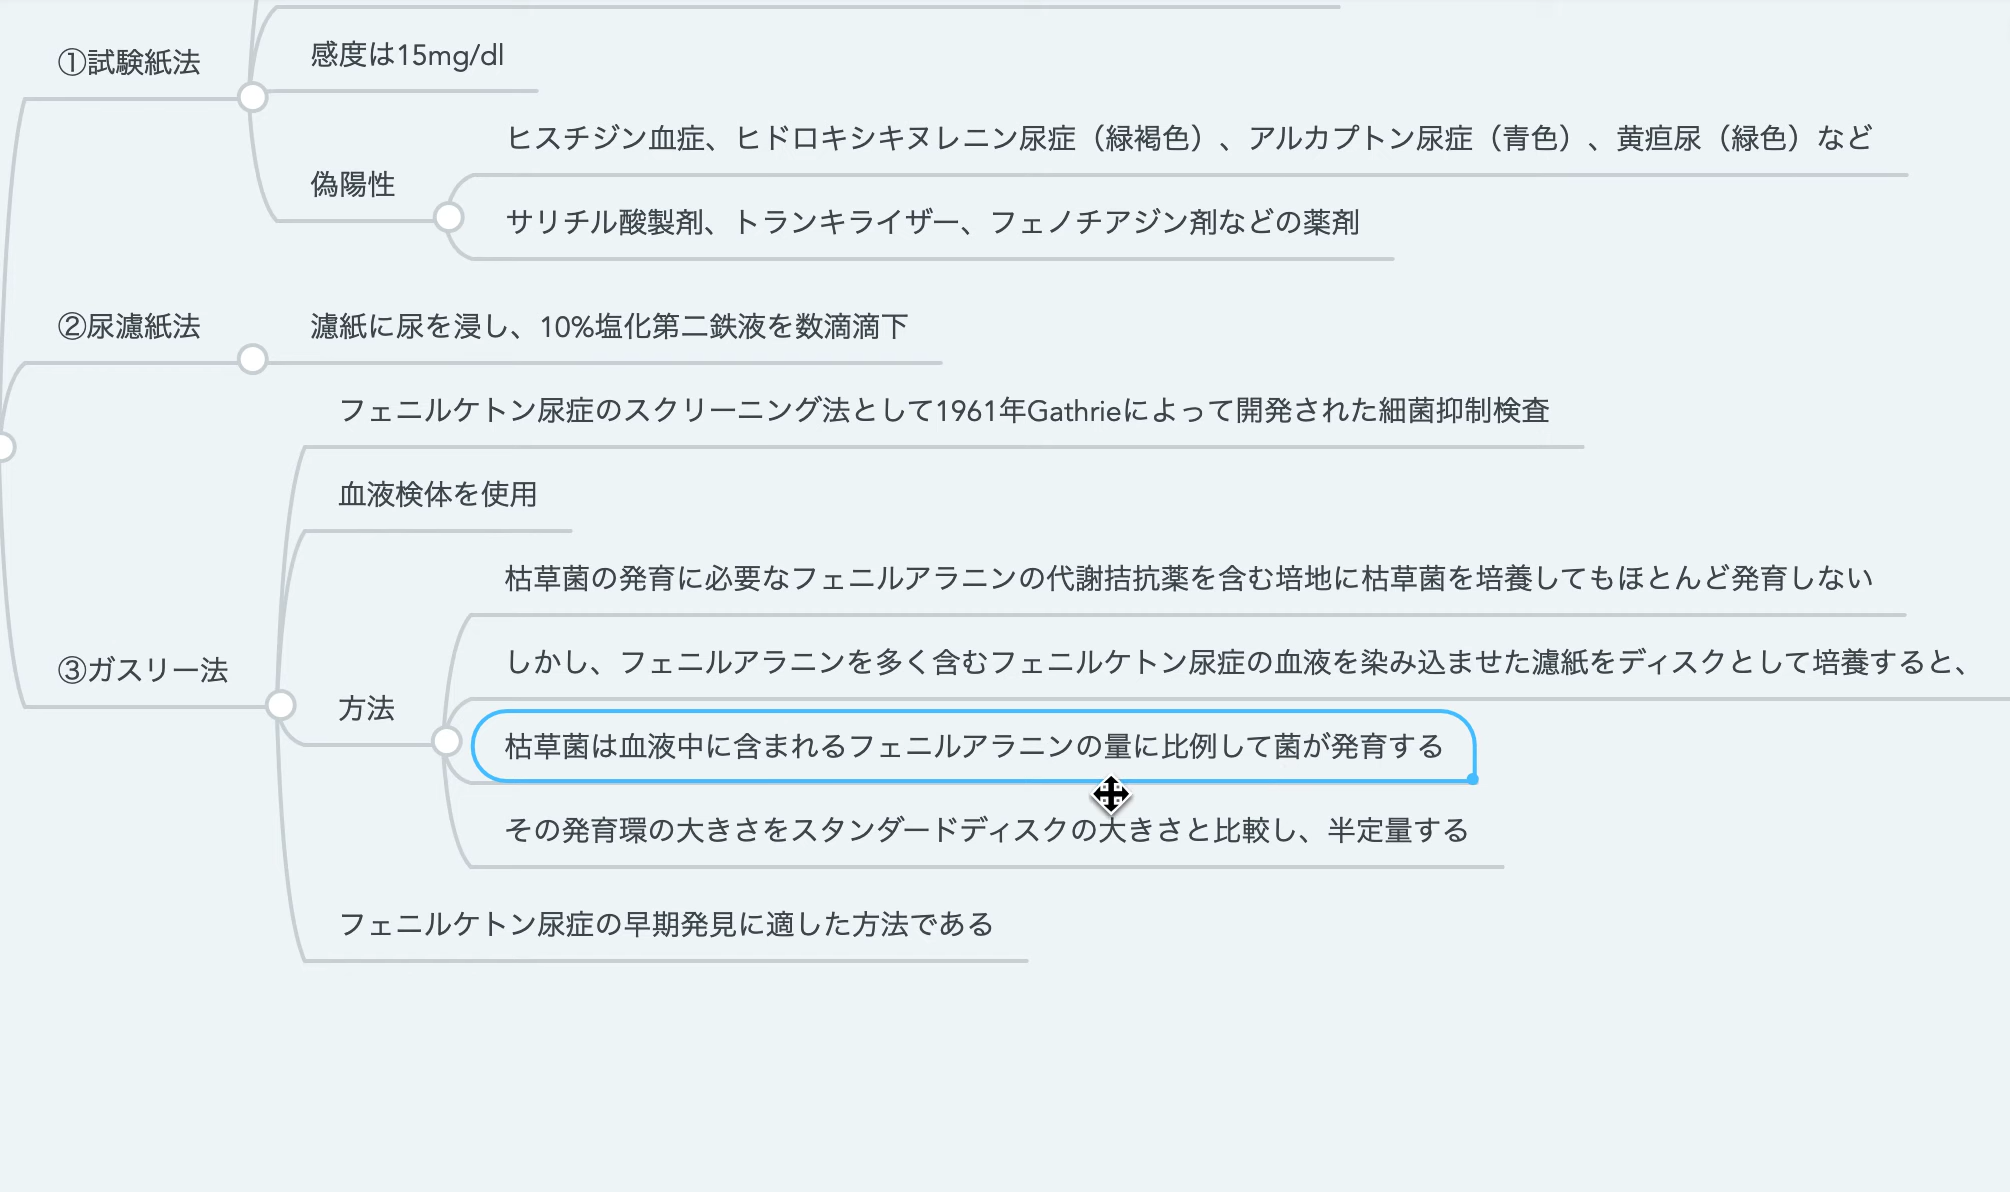 ①試験紙法
感度は15mg/dl
偽陽性
ヒスチジン血症、ヒドロキシキヌレニン尿症（緑褐色）、アルカプトン尿症（青色）、黄疸尿（緑色）など
サリチル酸製剤、トランキライザー、フェノチアジン剤などの薬剤
②尿濾紙法
濾紙に尿を浸し、10%塩化第二鉄液を数滴滴下
③ガスリー法
フェニルケトン尿症のスクリーニング法として1961年Gathrieによって開発された細菌抑制検査
血液検体を使用
方法
枯草菌の発育に必要なフェニルアラニンの代謝拮抗薬を含む培地に枯草菌を培養してもほとんど発育しない
しかし、フェニルアラニンを多く含むフェニルケトン尿症の血液を染み込ませた濾紙をディスクとして培養すると、
枯草菌は血液中に含まれるフェニルアラニンの量に比例して菌が発育する
その発育環の大きさをスタンダードディスクの大きさと比較し、半定量する
フェニルケトン尿症の早期発見に適した方法である